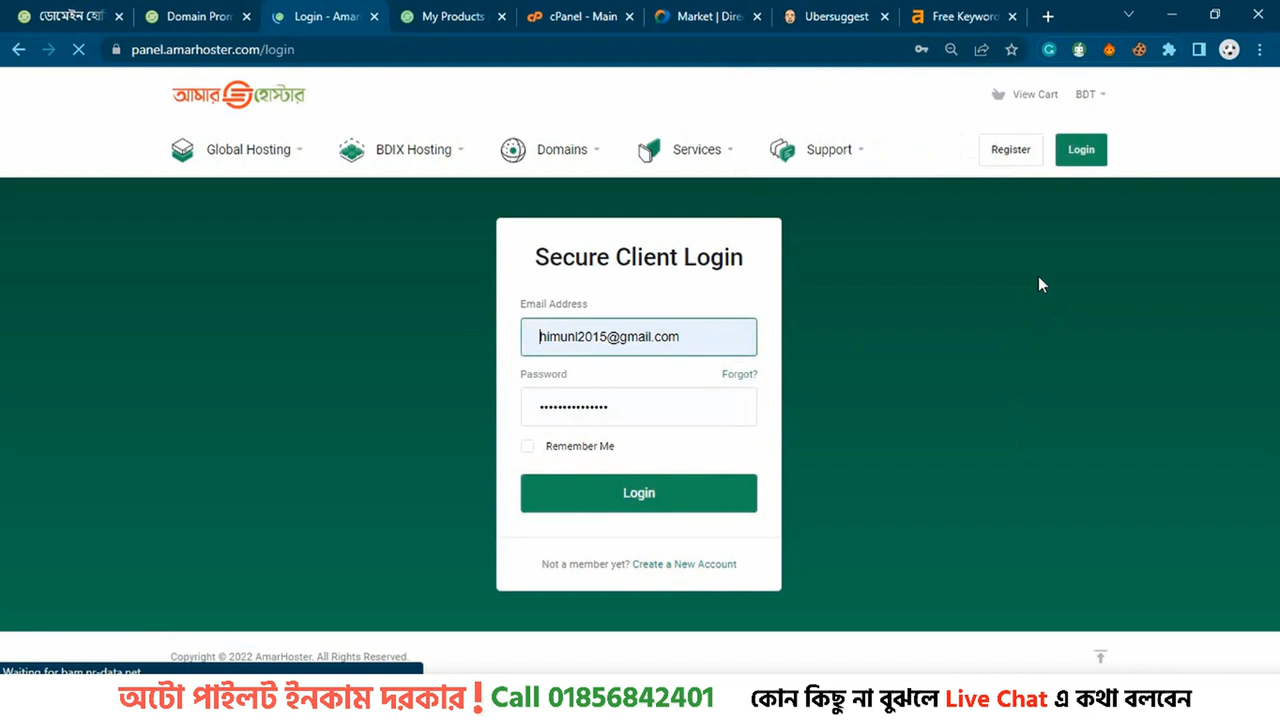 ডোমেইন হোস্টি
Domain Prom
Login - Amar
My Products
cPanel - Main
Market | Dire
Ubersuggest
Free Keyword
panel.amarhoster.com/login
আমার হোস্টার
View Cart
BDT
Global Hosting
BDIX Hosting
Domains
Services
Support
Register
Login
Secure Client Login
Email Address
himunl2015@gmail.com
Password
Forgot?
•••••••••••••••
Remember Me
Login
Not a member yet? Create a New Account
Copyright © 2022 AmarHoster. All Rights Reserved.
Waiting for bam.nr-data.net
অটো পাইলট ইনকাম দরকার ! Call 01856842401 কোন কিছু না বুঝলে Live Chat এ কথা বলবেন